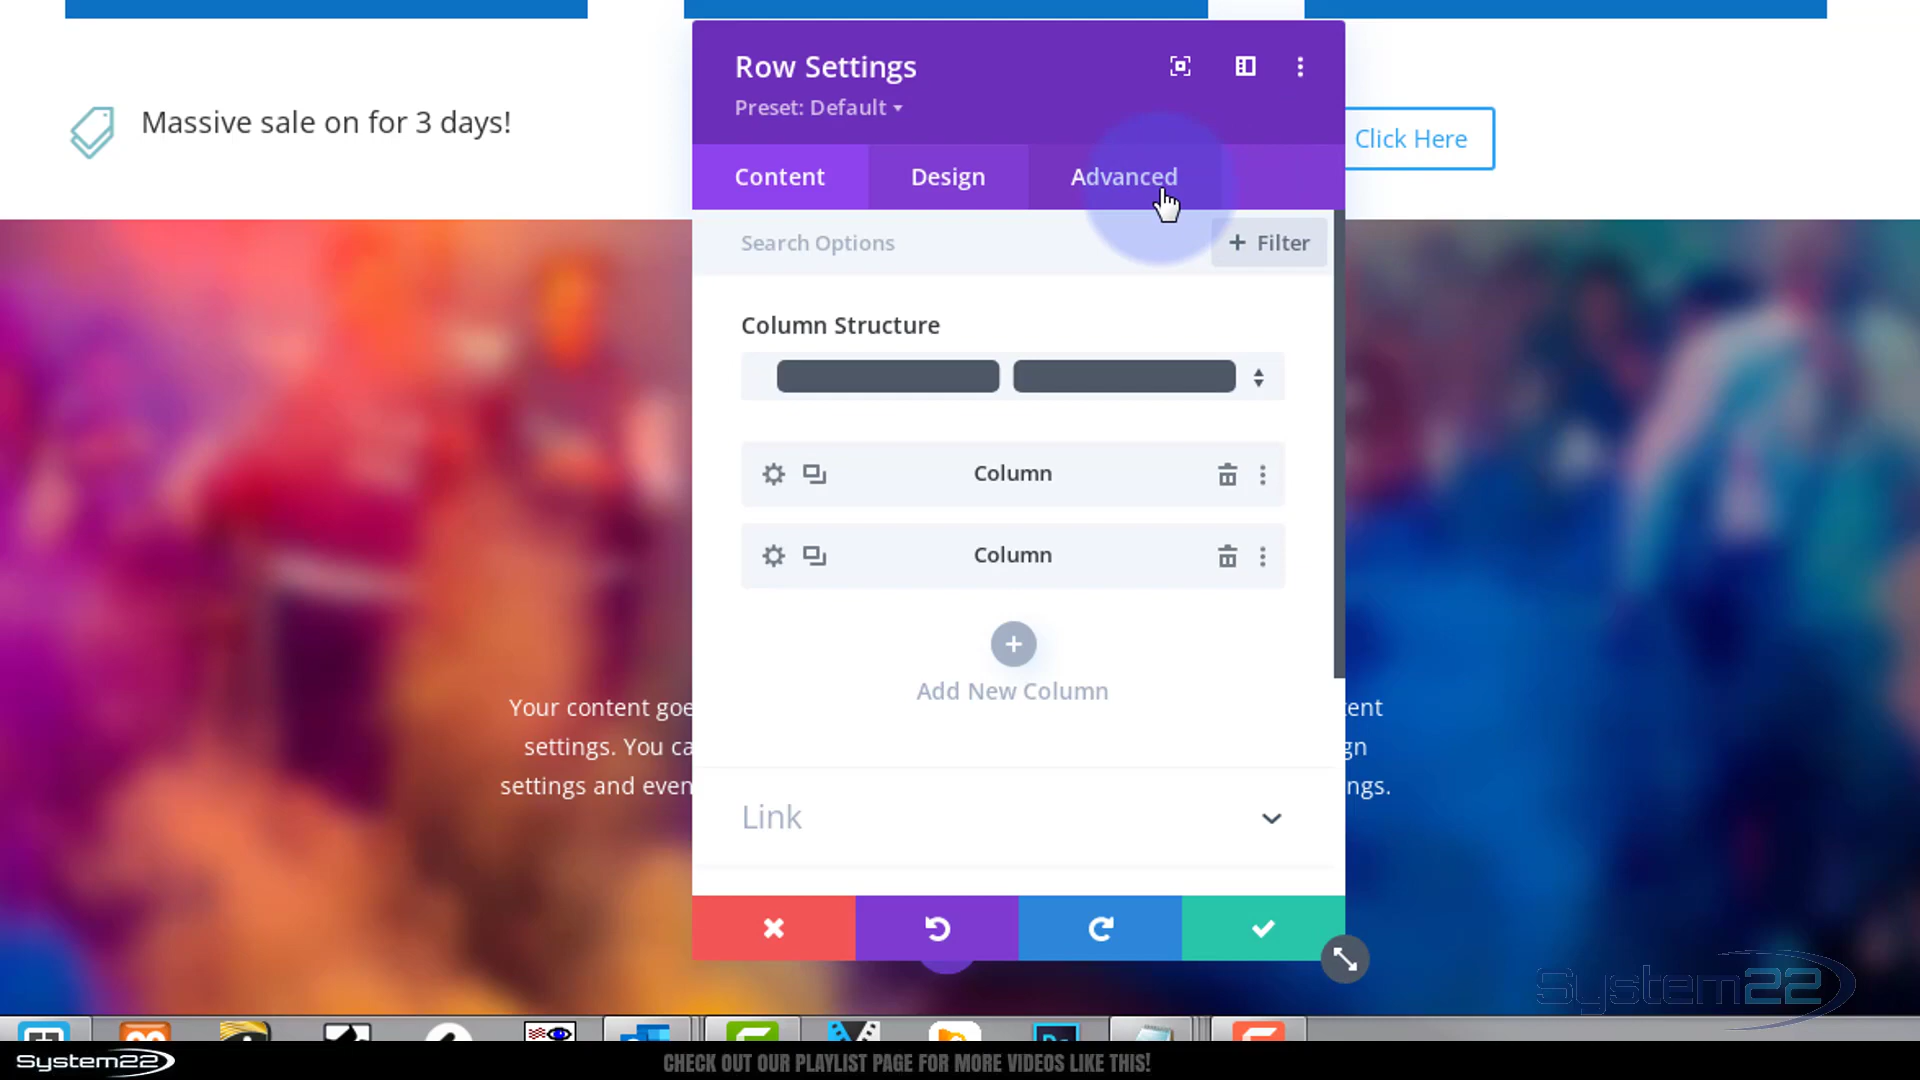 Row Settings
Preset: Default
Massive sale on for 3 days!
Click Here
Content
Design
Advanced
Search Options
+ Filter
Column Structure
Column
Column
Add New Column
Your content goe
tent
settings. You ca
ign
settings and even
ngs.
Link
System22
System22
CHECK OUT OUR PLAYLIST PAGE FOR MORE VIDEOS LIKE THIS!